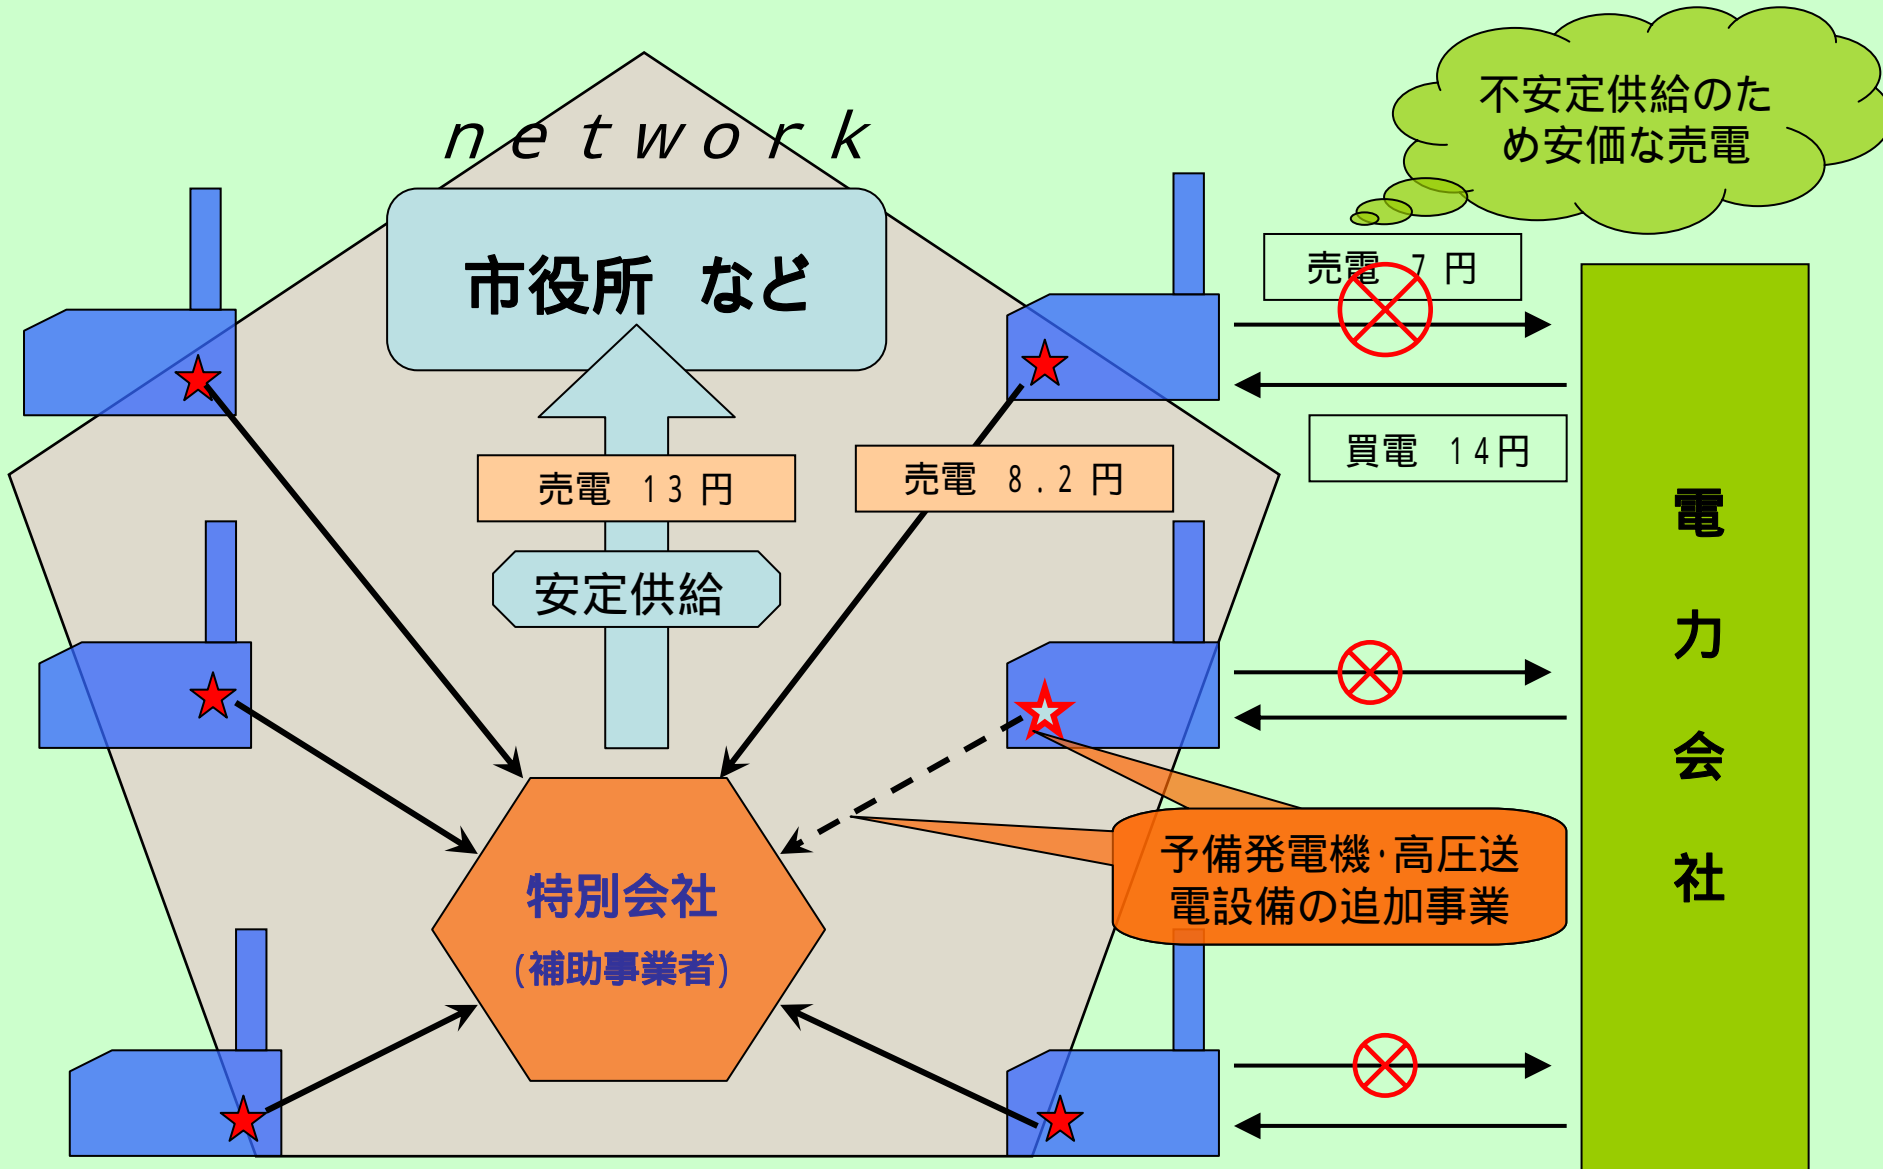 不安定供給のた
め安価な売電
network
市役所 など
売電 7 円
買電 14円
売電 13 円
売電 8.2 円
安定供給
電力会社
予備発電機・高圧送
電設備の追加事業
特別会社
(補助事業者)